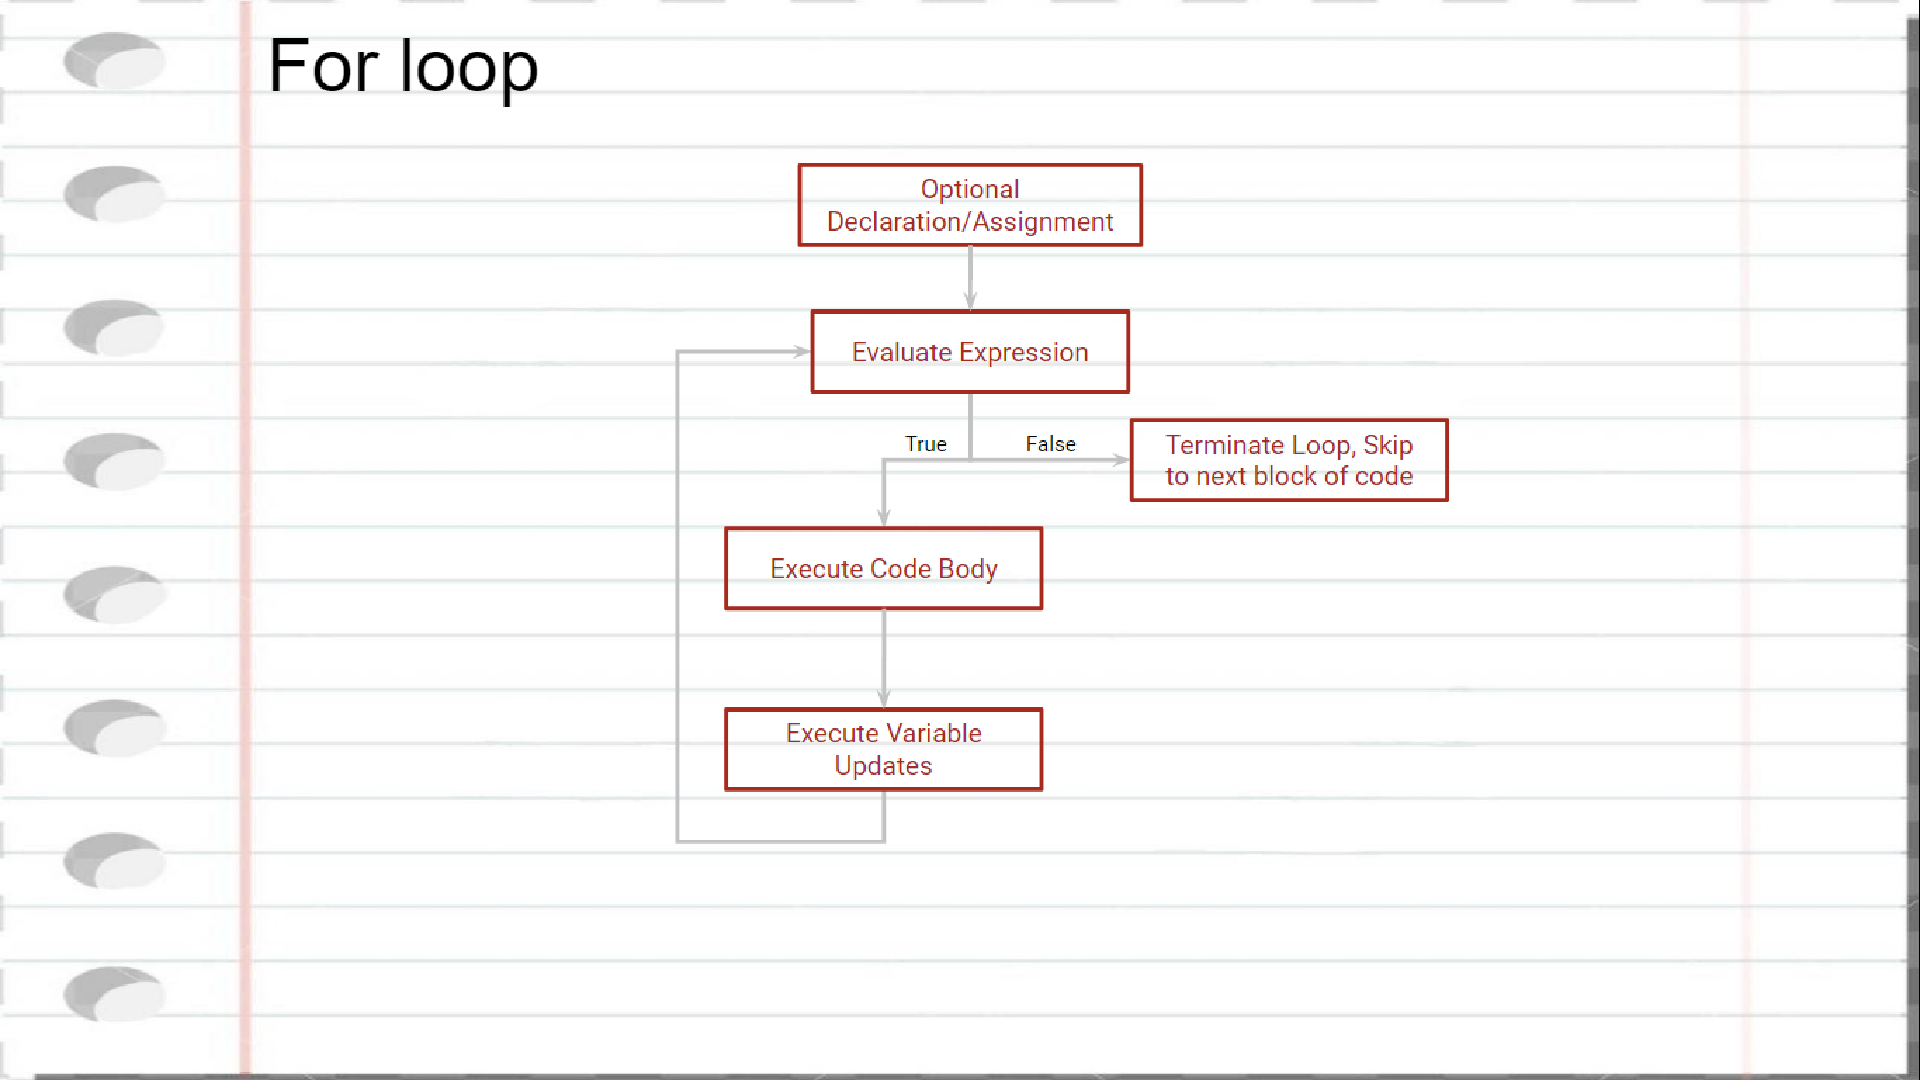 For loop
Optional
Declaration/Assignment
Evaluate Expression
True
False
Terminate Loop, Skip
to next block of code
Execute Code Body
Execute Variable
Updates